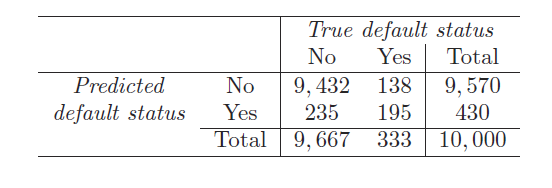 True default status
No Yes Total
Predicted No 9, 432 138 9, 570
default status Yes 235 195 430
Total 9, 667 333 10, 000